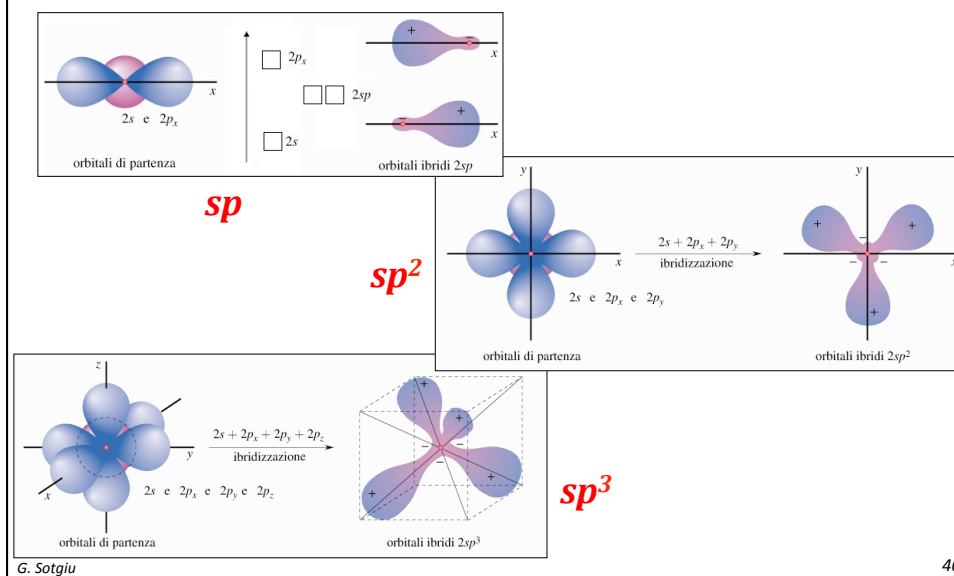 2p_x
2sp
2s
x
2s e 2p_x
orbitali di partenza
+
−
x
−
+
x
orbitali ibridi 2sp
sp
y
x
2s + 2p_x + 2p_y
ibridizzazione
2s e 2p_x e 2p_y
orbitali di partenza
y
+
+
−
− −
+
x
orbitali ibridi 2sp²
sp²
z
y
x
2s + 2p_x + 2p_y + 2p_z
ibridizzazione
2s e 2p_x e 2p_y e 2p_z
orbitali di partenza
+
+
− −
−
+
+
orbitali ibridi 2sp³
sp³
G. Sotgiu